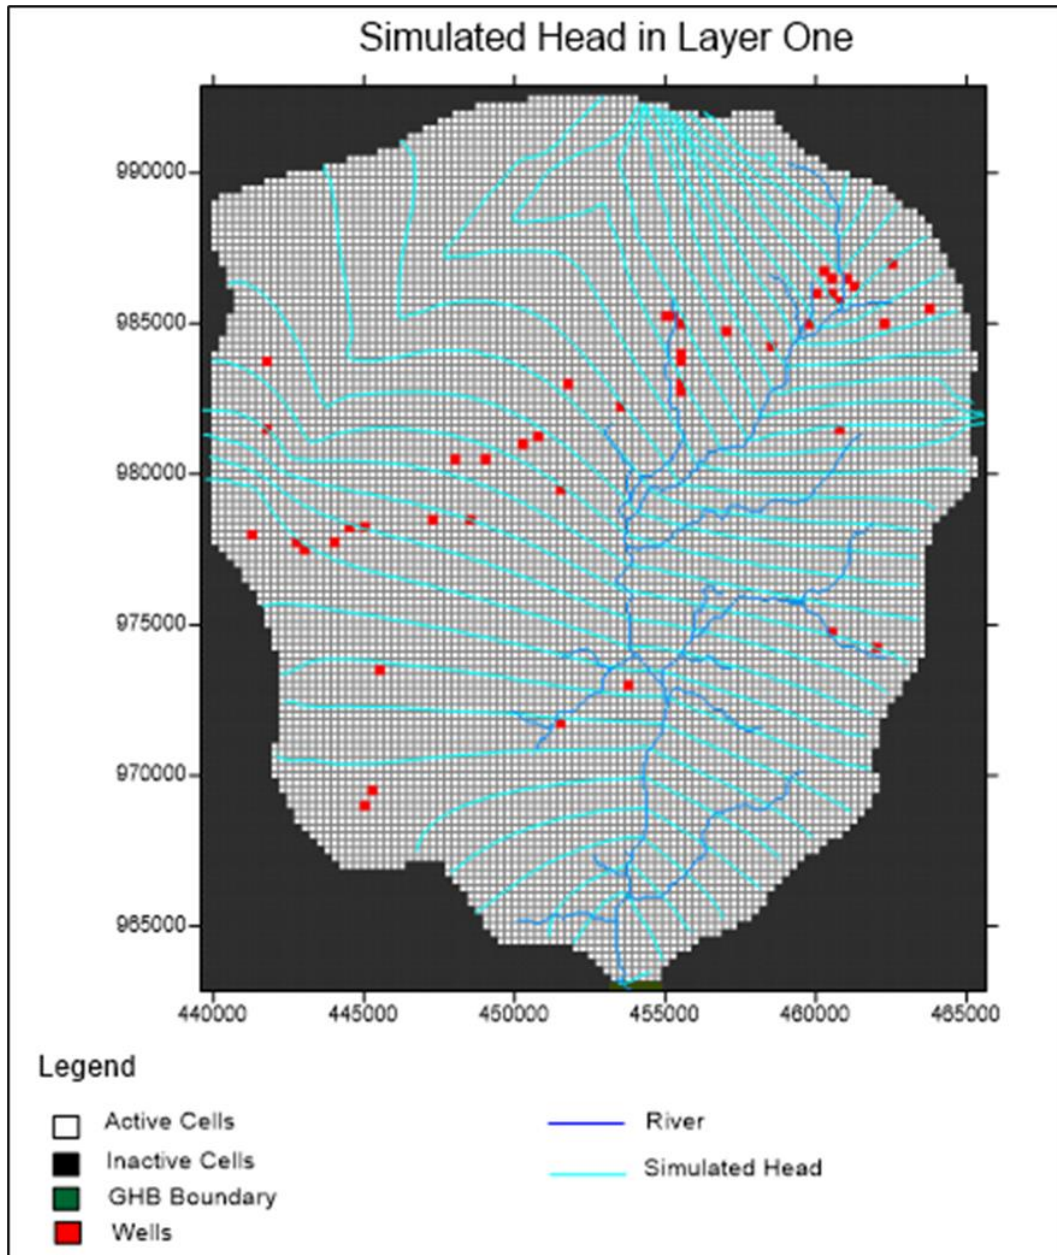 Simulated Head in Layer One
990000
985000
980000
975000
970000
965000
440000 445000 450000 455000 460000 465000
Legend
Active Cells
Inactive Cells
GHB Boundary
Wells
River
Simulated Head